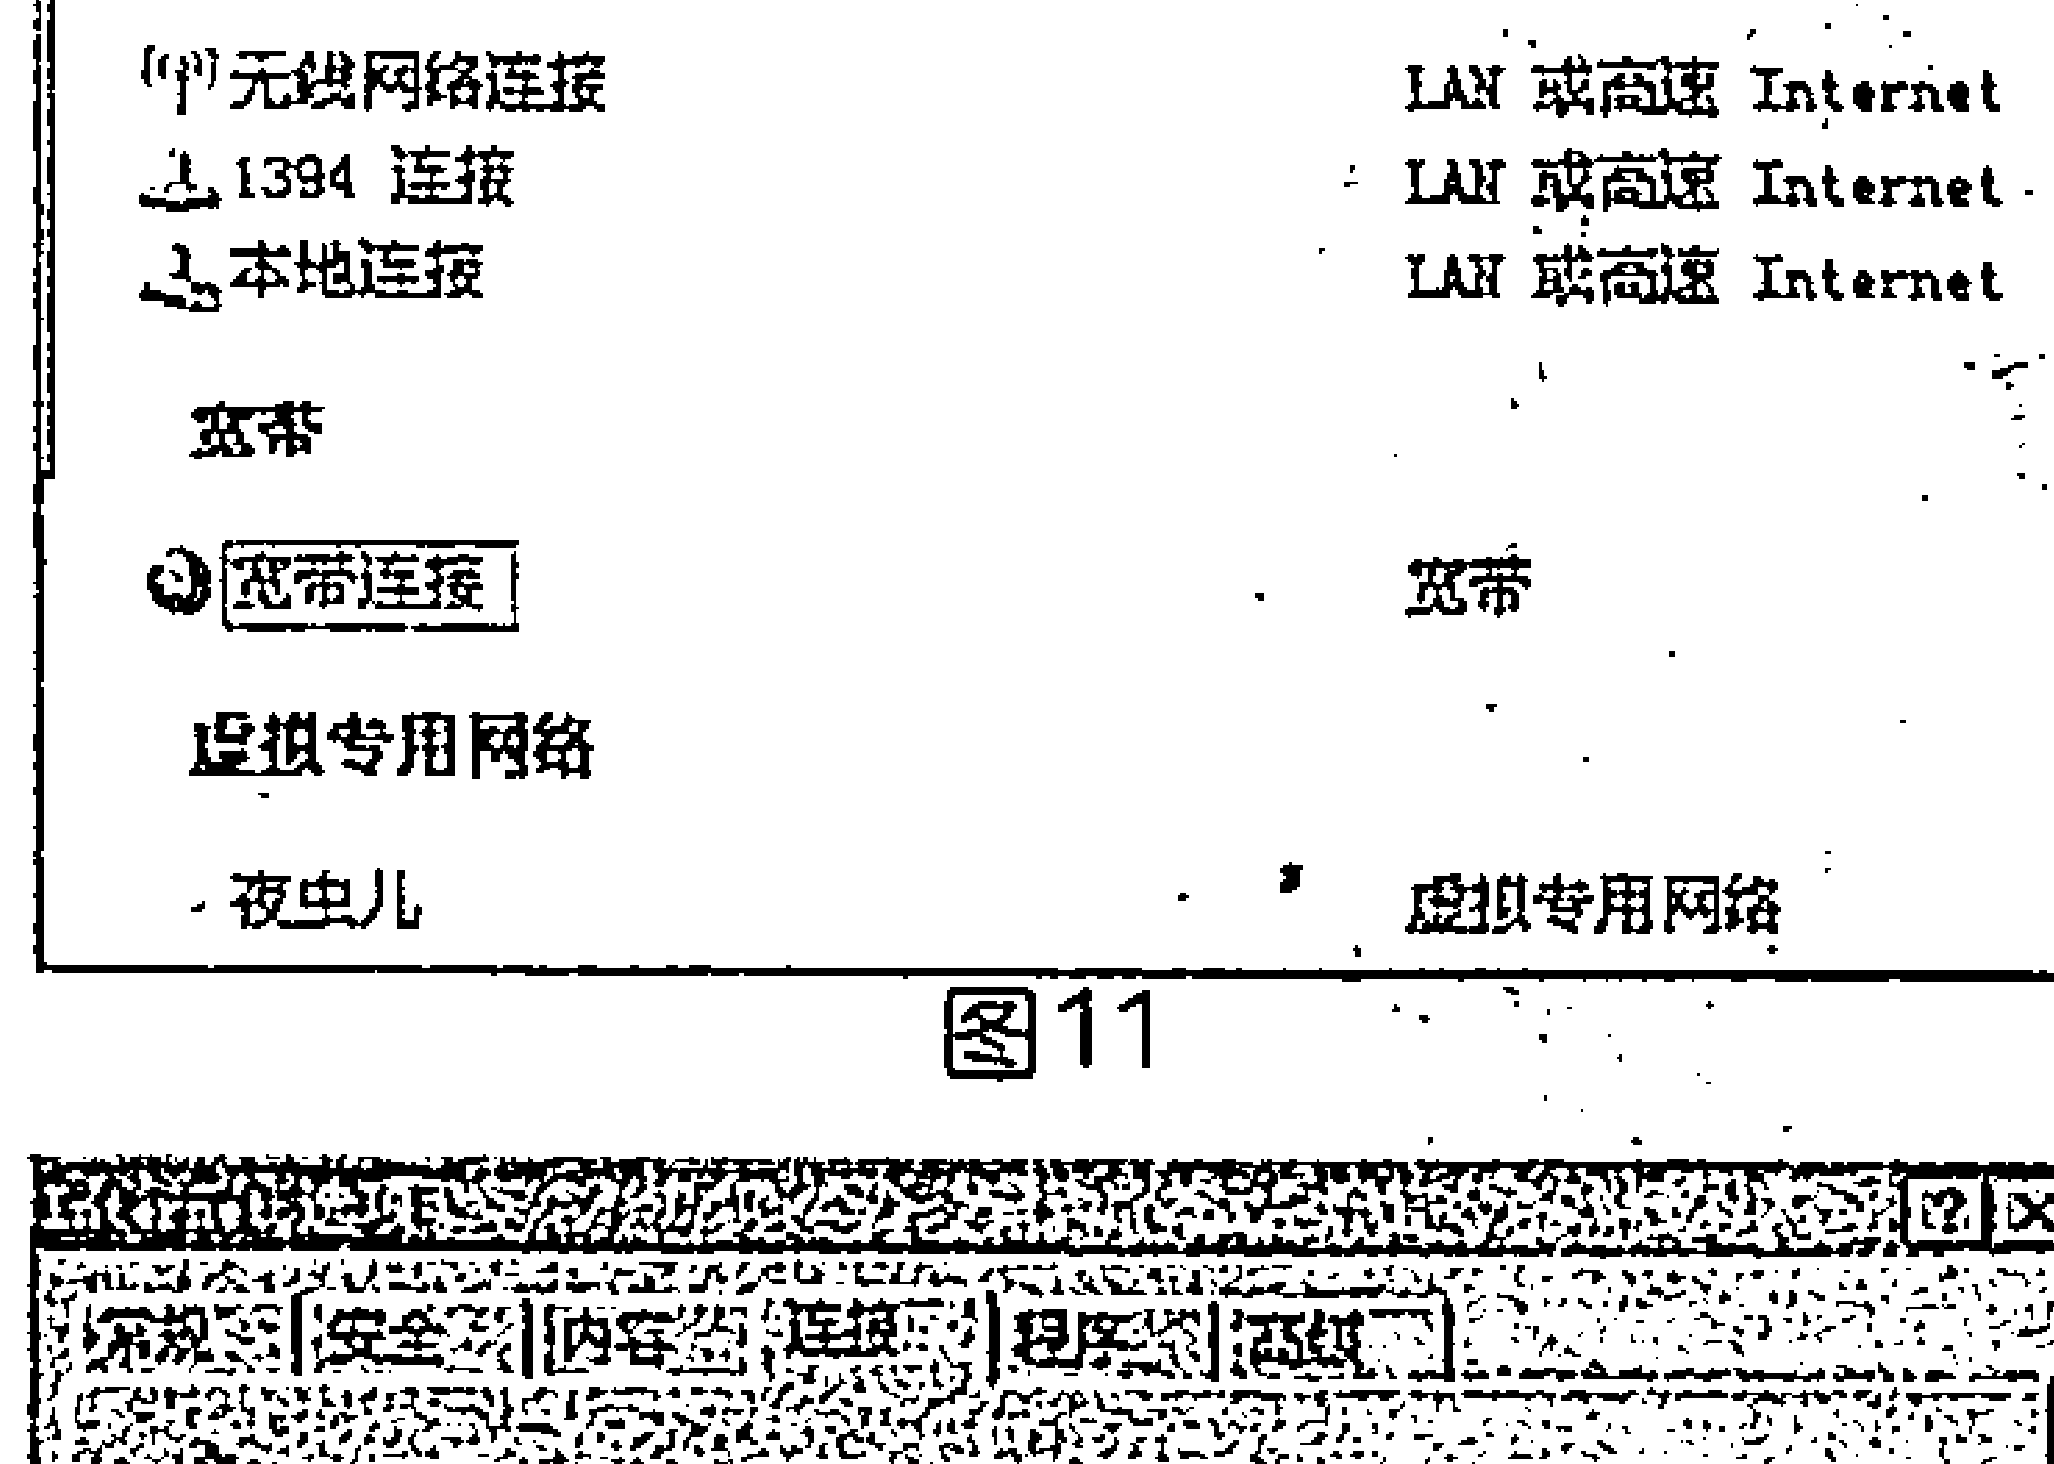 无线网络连接 LAN 或高速 Internet
1394 连接 LAN 或高速 Internet
本地连接 LAN 或高速 Internet
宽带
宽带连接 宽带
虚拟专用网络
夜虫儿 虚拟专用网络
图11
常规 安全 内容 连接 程序 高级